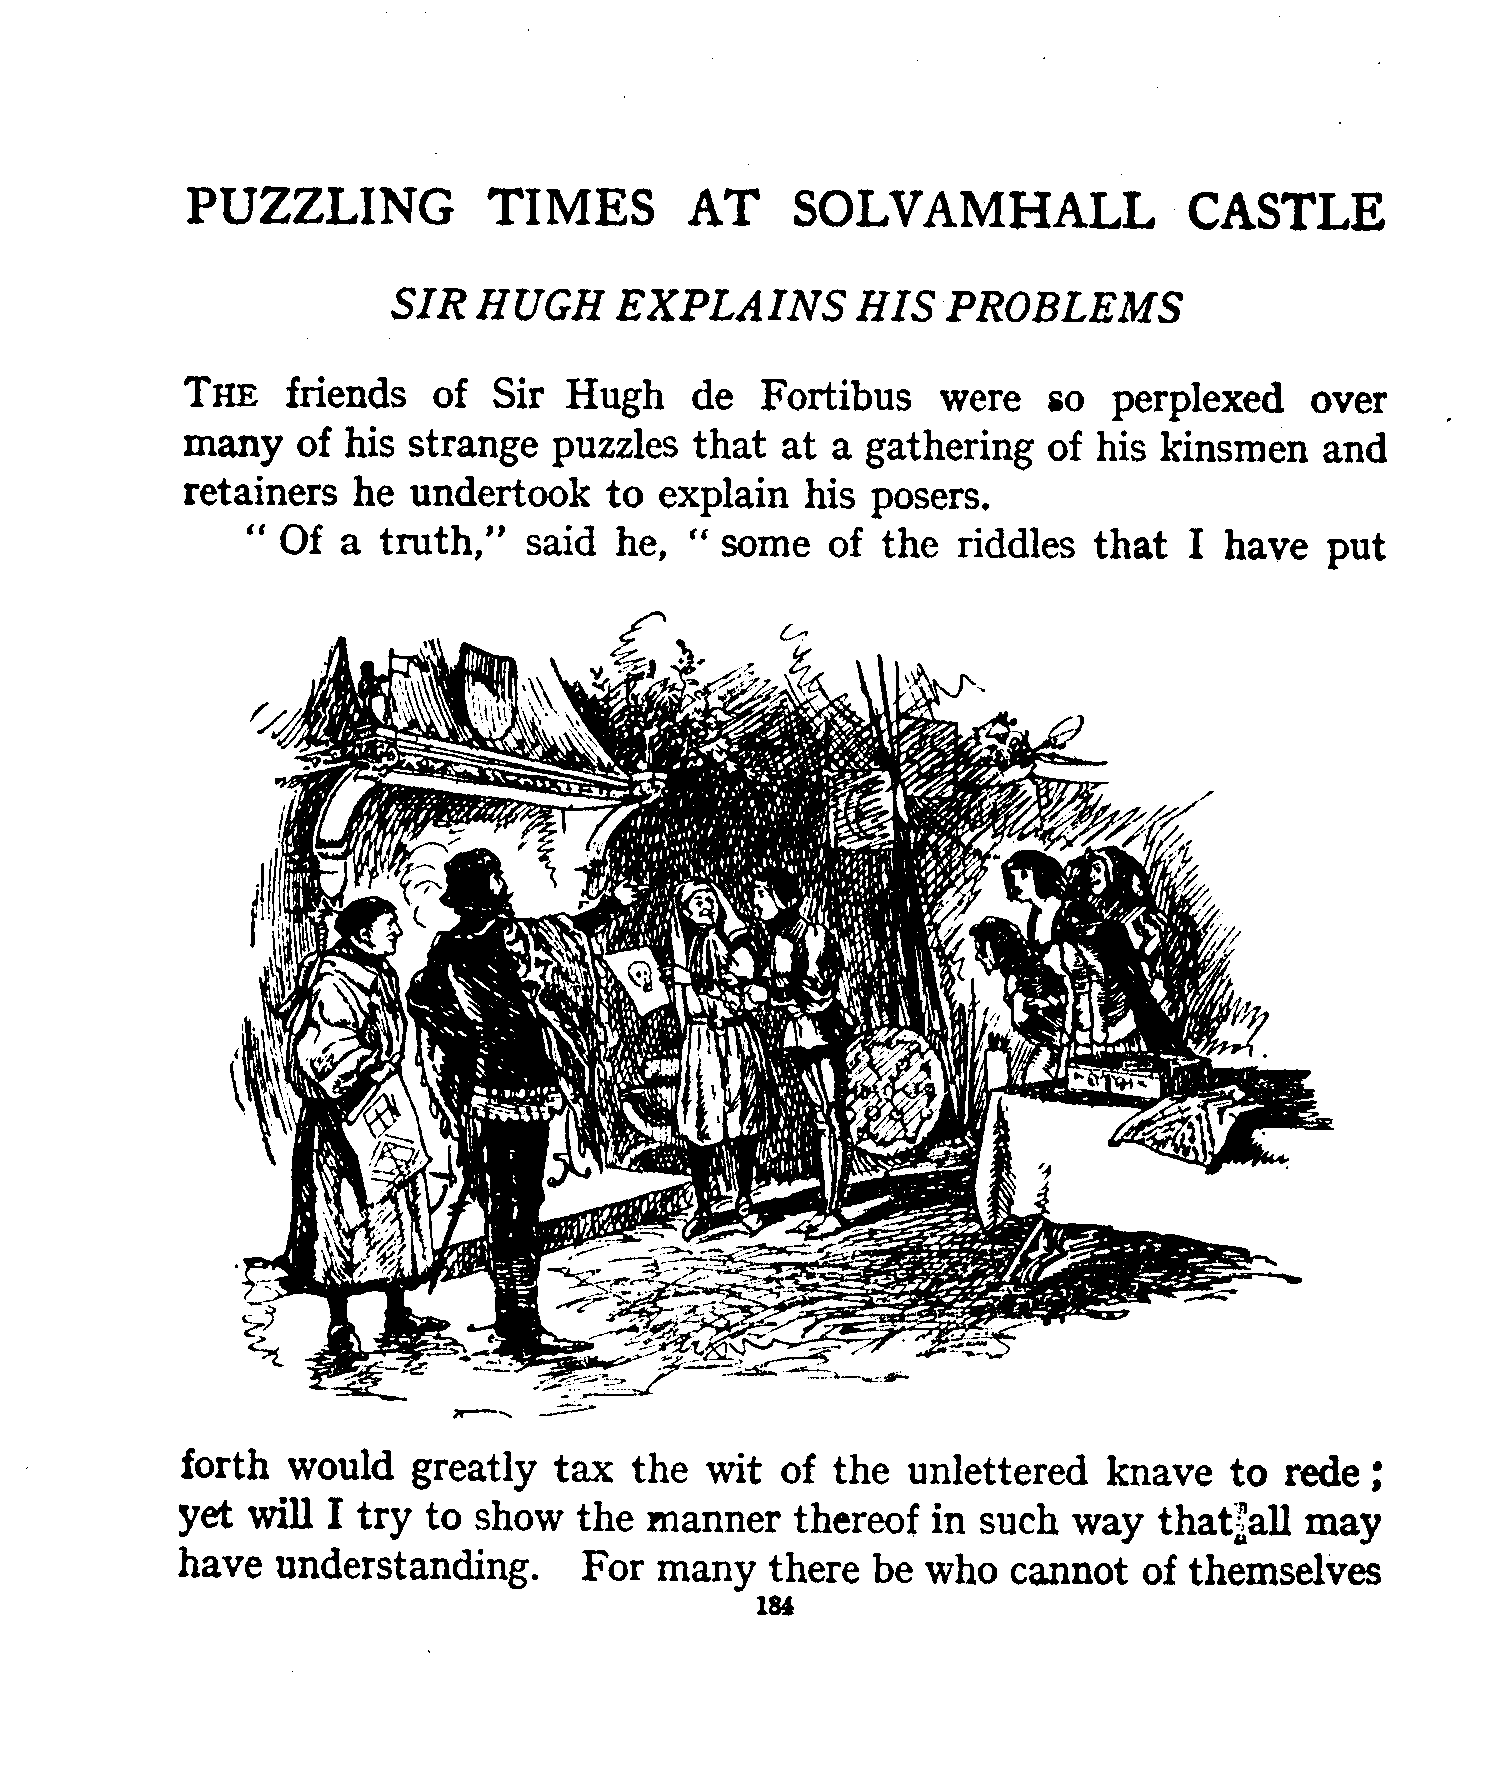 PUZZLING TIMES AT SOLVAMHALL CASTLE
SIR HUGH EXPLAINS HIS PROBLEMS
THE friends of Sir Hugh de Fortibus were so perplexed over
many of his strange puzzles that at a gathering of his kinsmen and
retainers he undertook to explain his posers.
" Of a truth," said he, " some of the riddles that I have put
forth would greatly tax the wit of the unlettered knave to rede ;
yet will I try to show the manner thereof in such way that all may
have understanding. For many there be who cannot of themselves
184